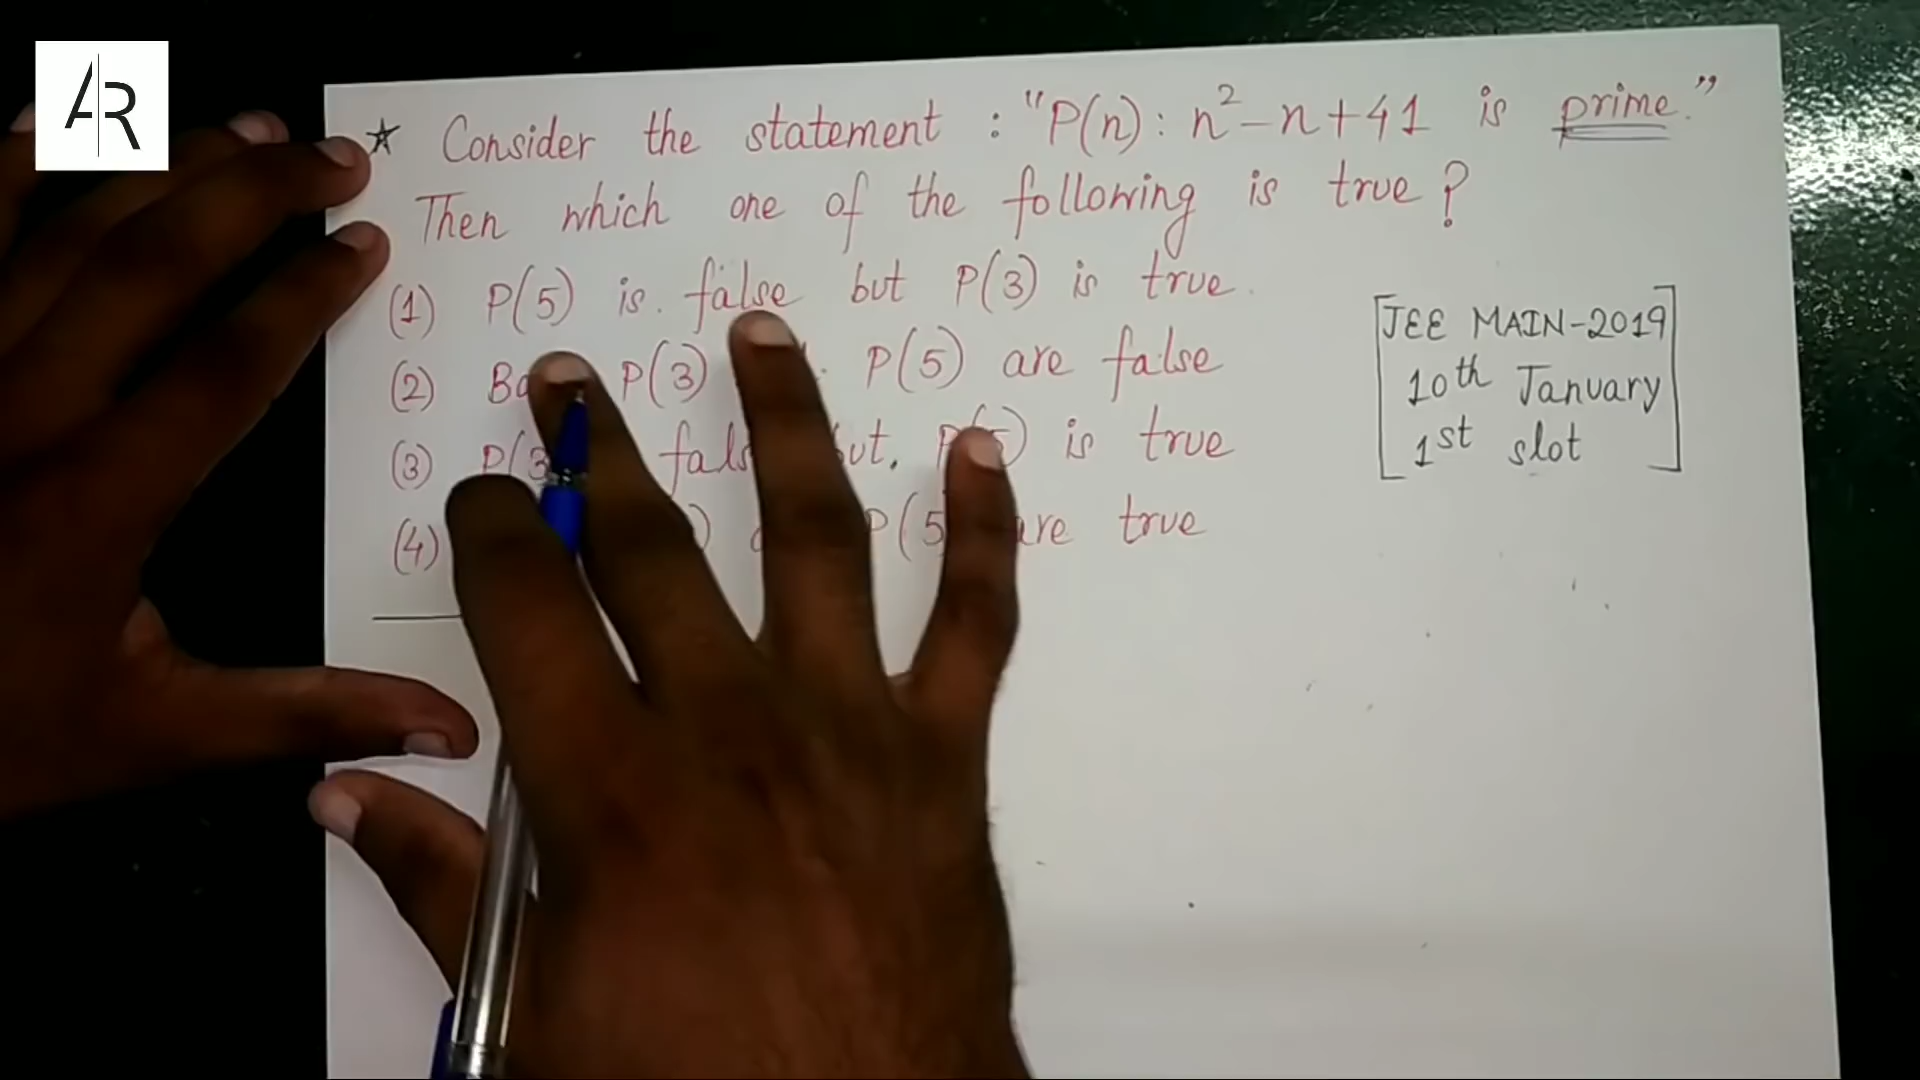 AR
☆ Consider the statement : "P(n) : n²-n+41 is prime."
Then which one of the following is true?
(1) P(5) is false but P(3) is true.
(2) P(3) P(5) are false
(3) is true
(4) are true
[JEE MAIN-2019
10th January
1st slot]